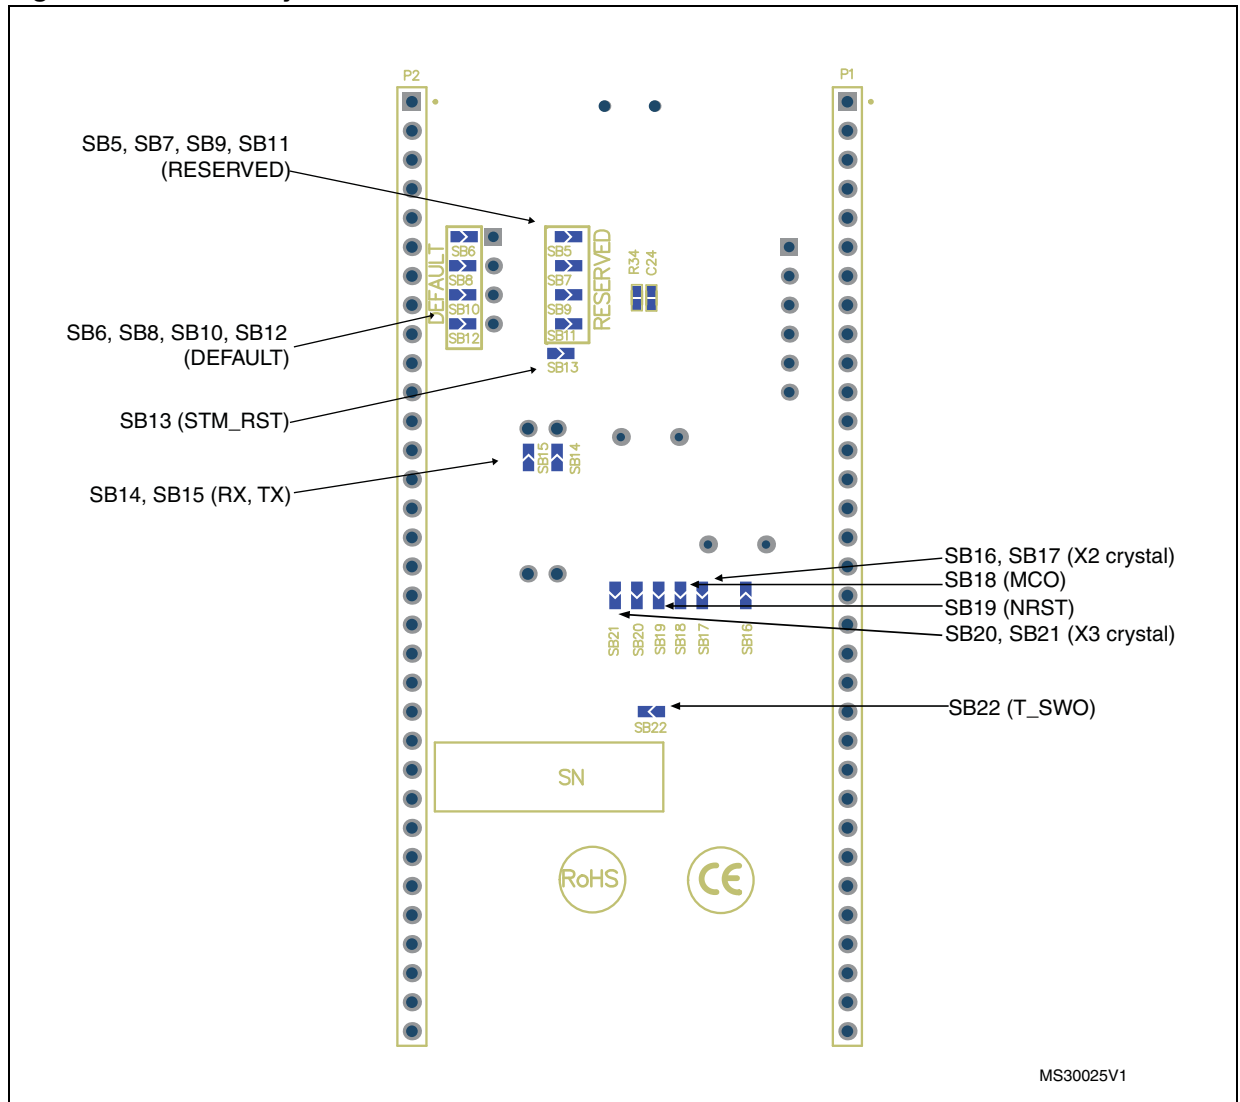 P2
P1
SB5, SB7, SB9, SB11
(RESERVED)
SB6
SB8
SB10
SB12
DEFAULT
SB5
SB7
SB9
SB11
RESERVED
R34
C24
SB6, SB8, SB10, SB12
(DEFAULT)
SB13
SB13 (STM_RST)
SB15
SB14
SB14, SB15 (RX, TX)
SB16, SB17 (X2 crystal)
SB18 (MCO)
SB19 (NRST)
SB20, SB21 (X3 crystal)
SB21
SB20
SB19
SB18
SB17
SB16
SB22 (T_SWO)
SB22
SN
RoHS
CE
MS30025V1